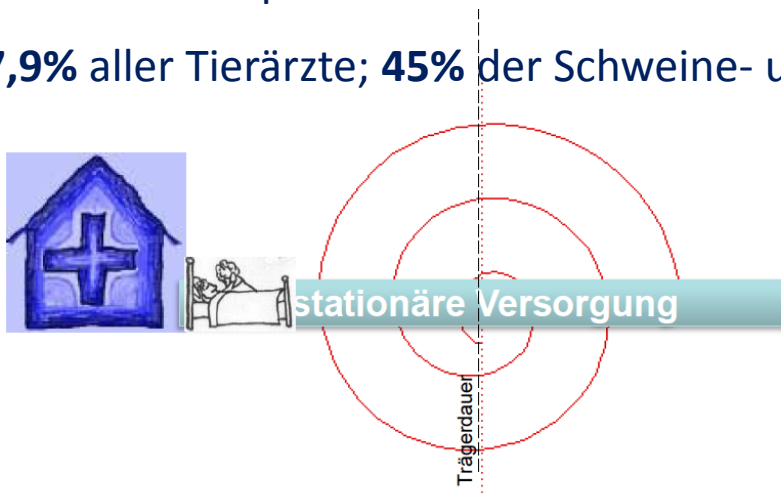 7,9% aller Tierärzte; 45% der Schweine- u
stationäre Versorgung
Trägerdauer